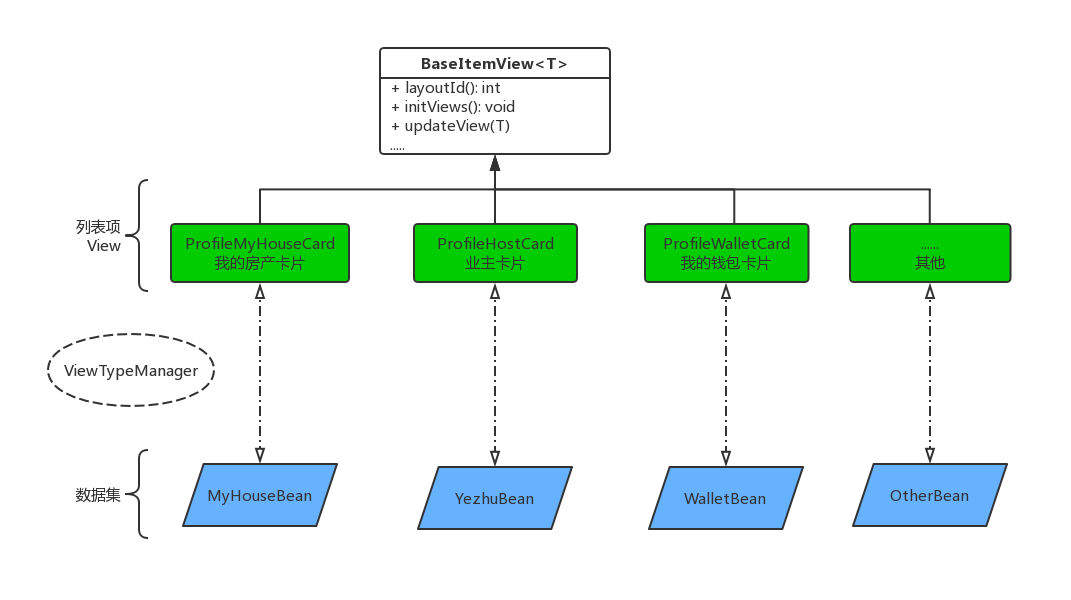 BaseItemView<T>
+ layoutId(): int
+ initViews(): void
+ updateView(T)
.....
列表项
View
ProfileMyHouseCard
我的房产卡片
ProfileHostCard
业主卡片
ProfileWalletCard
我的钱包卡片
......
其他
ViewTypeManager
数据集
MyHouseBean
YezhuBean
WalletBean
OtherBean